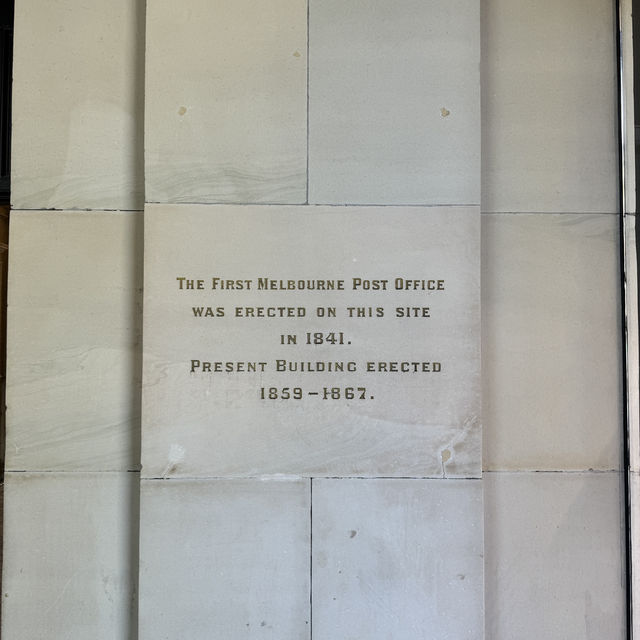 The First Melbourne Post Office
was erected on this site
in 1841.
Present Building erected
1859-1867.